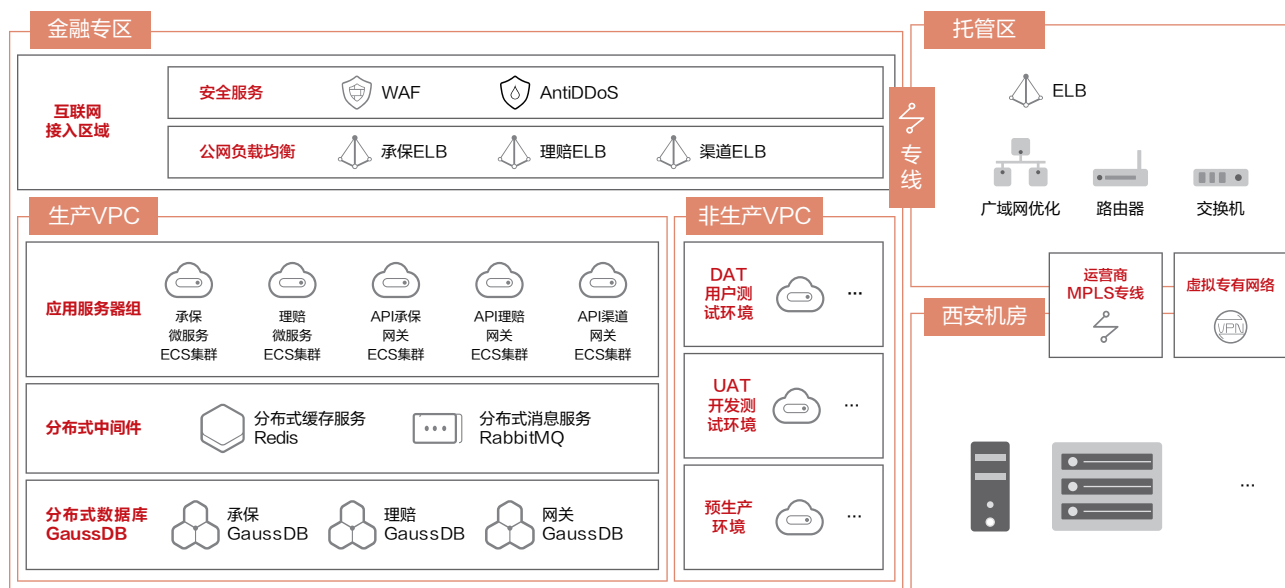 金融专区
互联网
接入区域
安全服务
WAF
AntiDDoS
公网负载均衡
承保ELB
理赔ELB
渠道ELB
专线
托管区
ELB
广域网优化
路由器
交换机
生产VPC
应用服务器组
承保
微服务
ECS集群
理赔
微服务
ECS集群
API承保
网关
ECS集群
API理赔
网关
ECS集群
API渠道
网关
ECS集群
分布式中间件
分布式缓存服务
Redis
分布式消息服务
RabbitMQ
分布式数据库
GaussDB
承保
GaussDB
理赔
GaussDB
网关
GaussDB
非生产VPC
DAT
用户测
试环境
...
UAT
开发测
试环境
...
预生产
环境
...
西安机房
运营商
MPLS专线
虚拟专有网络
VPN
...